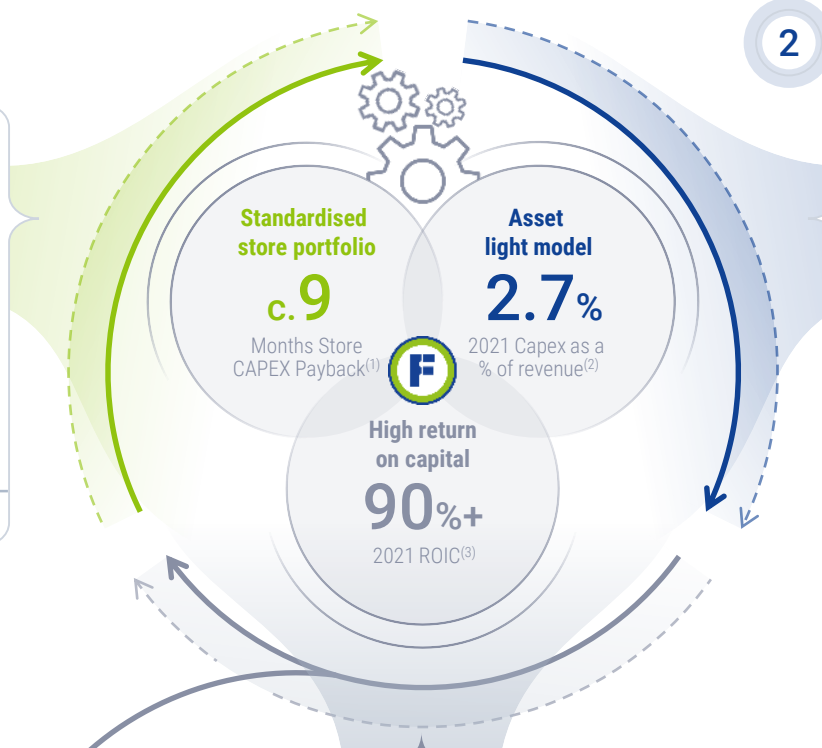 2
Standardised
store portfolio
c.9
Months Store
CAPEX Payback(1)
Asset
light model
2.7%
2021 Capex as a
% of revenue(2)
F
High return
on capital
90%+
2021 ROIC(3)